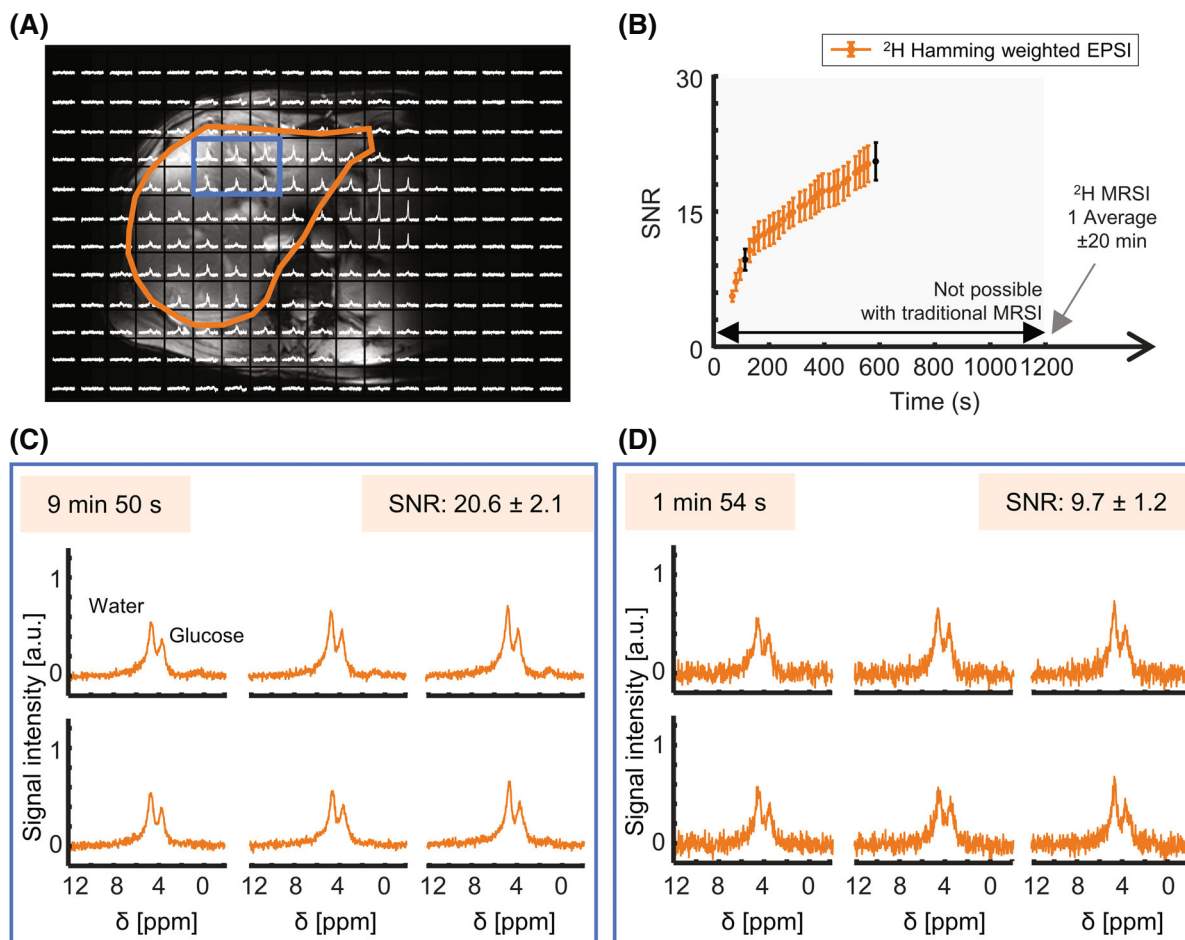 (A)
(B)
²H Hamming weighted EPSI
30
15
0
SNR
²H MRSI
1 Average
±20 min
Not possible
with traditional MRSI
0 200 400 600 800 1000 1200
Time (s)
(C)
9 min 50 s
SNR: 20.6 ± 2.1
Signal intensity [a.u.]
1
0
Water
Glucose
1
0
12 8 4 0 12 8 4 0 12 8 4 0
δ [ppm] δ [ppm] δ [ppm]
(D)
1 min 54 s
SNR: 9.7 ± 1.2
Signal intensity [a.u.]
1
0
1
0
12 8 4 0 12 8 4 0 12 8 4 0
δ [ppm] δ [ppm] δ [ppm]